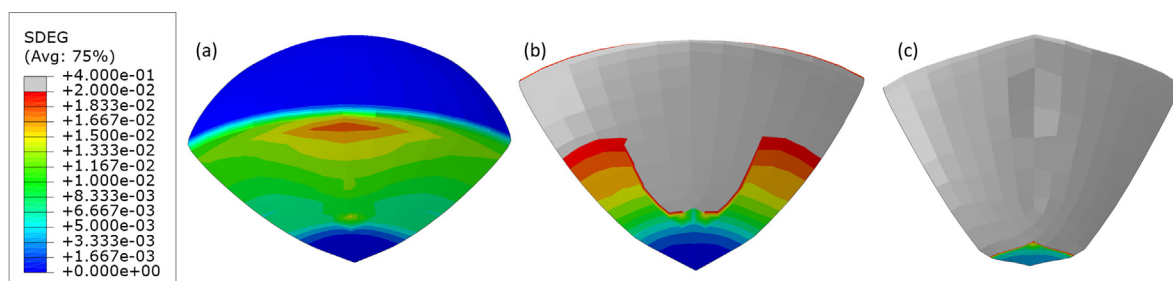 SDEG
(Avg: 75%)
+4.000e-01
+2.000e-02
+1.833e-02
+1.667e-02
+1.500e-02
+1.333e-02
+1.167e-02
+1.000e-02
+8.333e-03
+6.667e-03
+5.000e-03
+3.333e-03
+1.667e-03
+0.000e+00
(a)
(b)
(c)